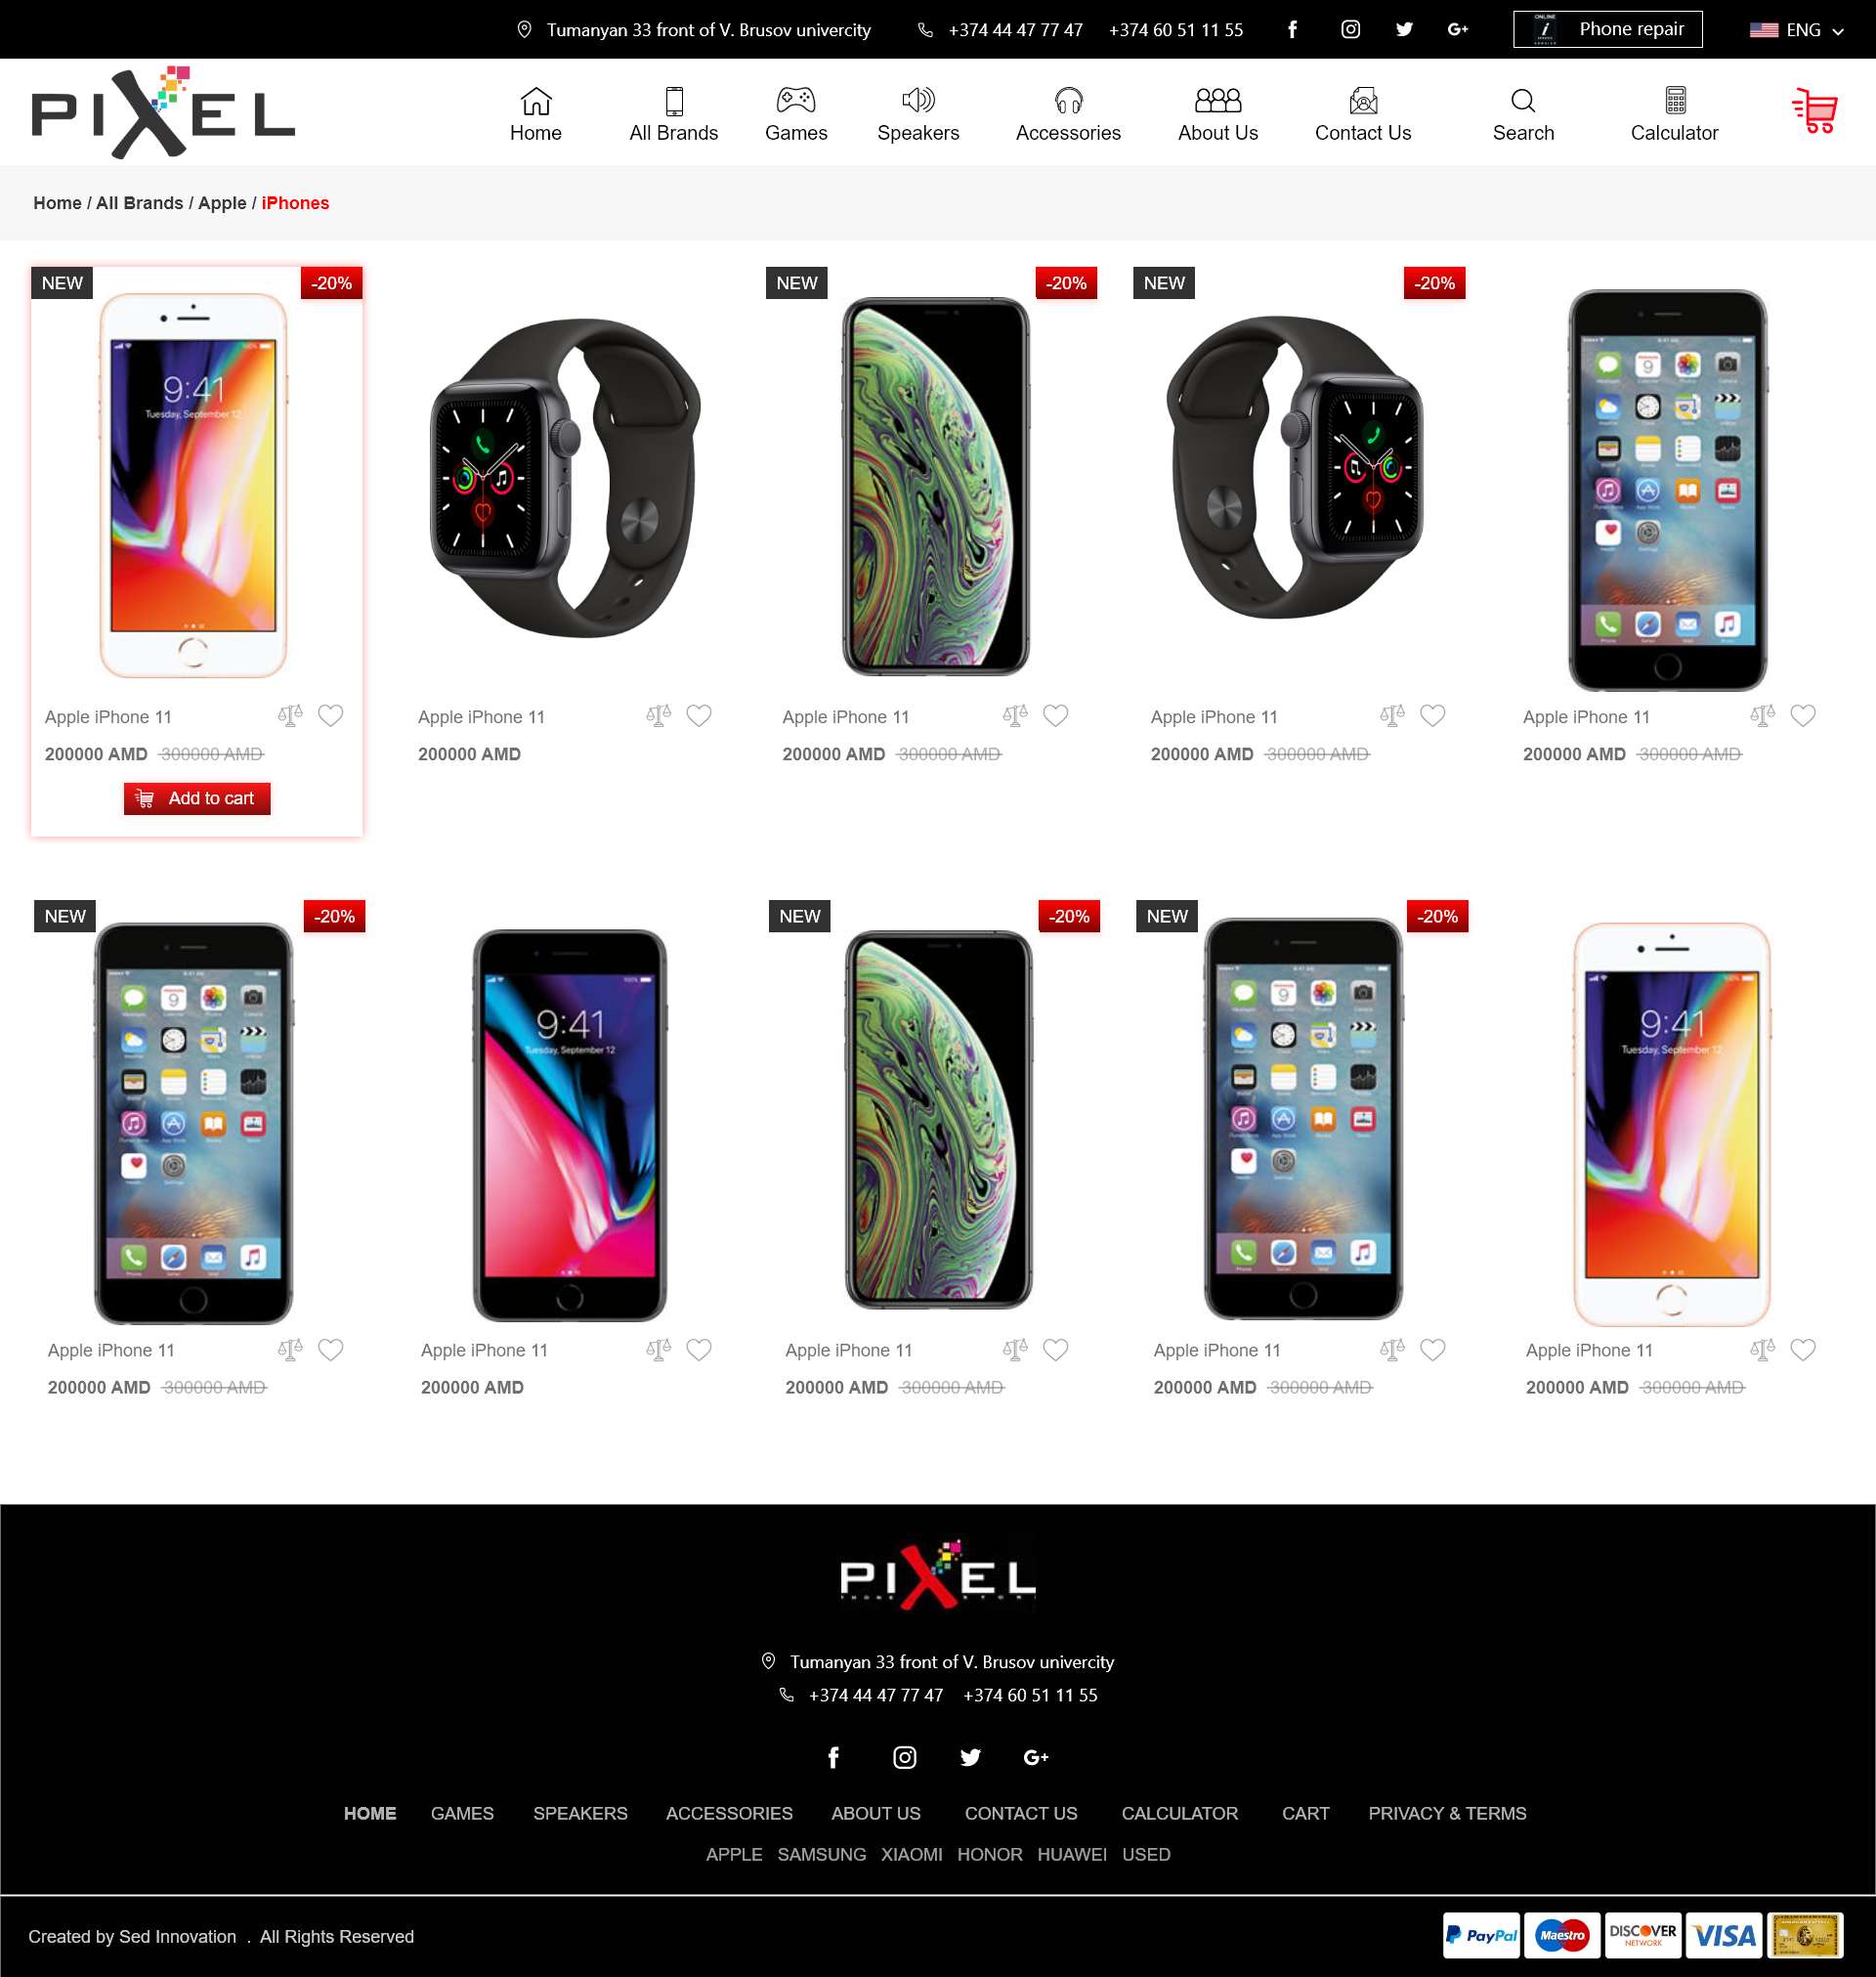 Tumanyan 33 front of V. Brusov univercity +374 44 47 77 47 +374 60 51 11 55 Phone repair ENG
PIXEL
Home All Brands Games Speakers Accessories About Us Contact Us Search Calculator
Home / All Brands / Apple / iPhones
NEW -20% NEW -20% NEW -20%
9:41
Tuesday, September 12
Apple iPhone 11 Apple iPhone 11 Apple iPhone 11 Apple iPhone 11 Apple iPhone 11
200000 AMD 300000 AMD 200000 AMD 200000 AMD 300000 AMD 200000 AMD 300000 AMD 200000 AMD 300000 AMD
Add to cart
NEW -20% NEW -20% NEW -20%
9:41 9:41
Tuesday, September 12 Tuesday, September 12
Apple iPhone 11 Apple iPhone 11 Apple iPhone 11 Apple iPhone 11 Apple iPhone 11
200000 AMD 300000 AMD 200000 AMD 200000 AMD 300000 AMD 200000 AMD 300000 AMD 200000 AMD 300000 AMD
PIXEL
Tumanyan 33 front of V. Brusov univercity
+374 44 47 77 47 +374 60 51 11 55
HOME GAMES SPEAKERS ACCESSORIES ABOUT US CONTACT US CALCULATOR CART PRIVACY & TERMS
APPLE SAMSUNG XIAOMI HONOR HUAWEI USED
Created by Sed Innovation . All Rights Reserved PayPal Maestro DISCOVER NETWORK VISA